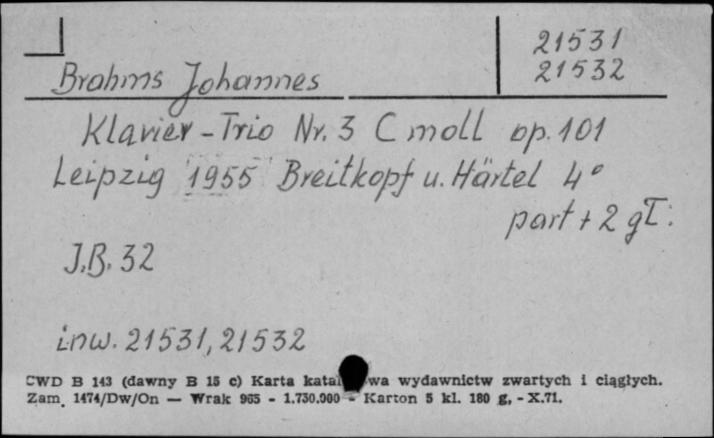 21531
21532
Brahms Johannes
Klavier - Trio Nr. 3 C moll op. 101
Leipzig 1955 Breitkopf u. Härtel 4°
part + 2 gł.
J.B. 32
inw. 21531, 21532
CWD B 143 (dawny B 15 c) Karta wydawnictw zwartych i ciągłych.
Zam. 1474/Dw/On — Wrak 965 - 1.730.000 - Karton 5 kl. 180 g, - X.71.